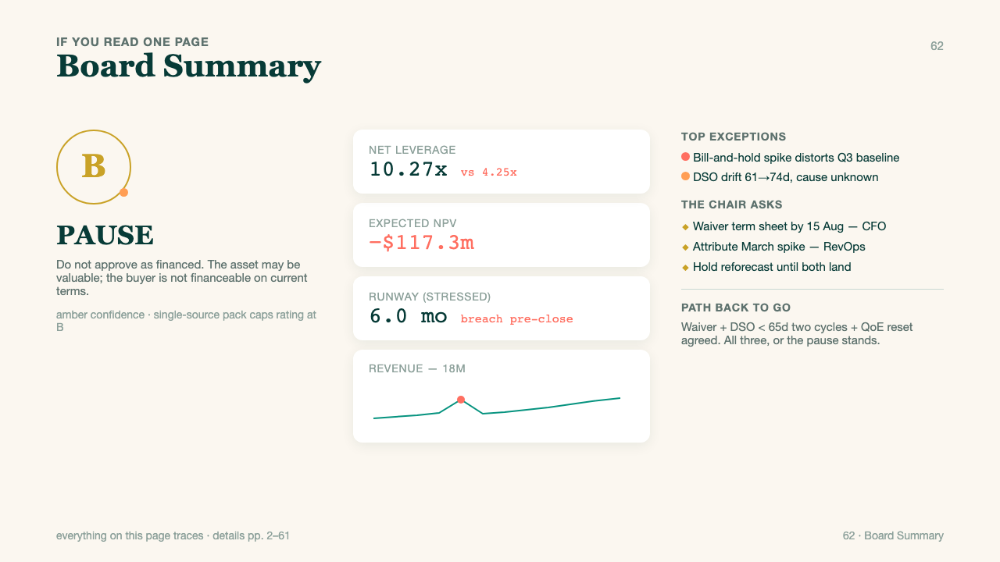 IF YOU READ ONE PAGE
Board Summary
62
B
PAUSE
Do not approve as financed. The asset may be
valuable; the buyer is not financeable on current
terms.
amber confidence · single-source pack caps rating at
B
NET LEVERAGE
10.27x vs 4.25x
EXPECTED NPV
−$117.3m
RUNWAY (STRESSED)
6.0 mo breach pre-close
REVENUE — 18M
TOP EXCEPTIONS
Bill-and-hold spike distorts Q3 baseline
DSO drift 61→74d, cause unknown
THE CHAIR ASKS
◆ Waiver term sheet by 15 Aug — CFO
◆ Attribute March spike — RevOps
◆ Hold reforecast until both land
PATH BACK TO GO
Waiver + DSO < 65d two cycles + QoE reset
agreed. All three, or the pause stands.
everything on this page traces · details pp. 2–61
62 · Board Summary